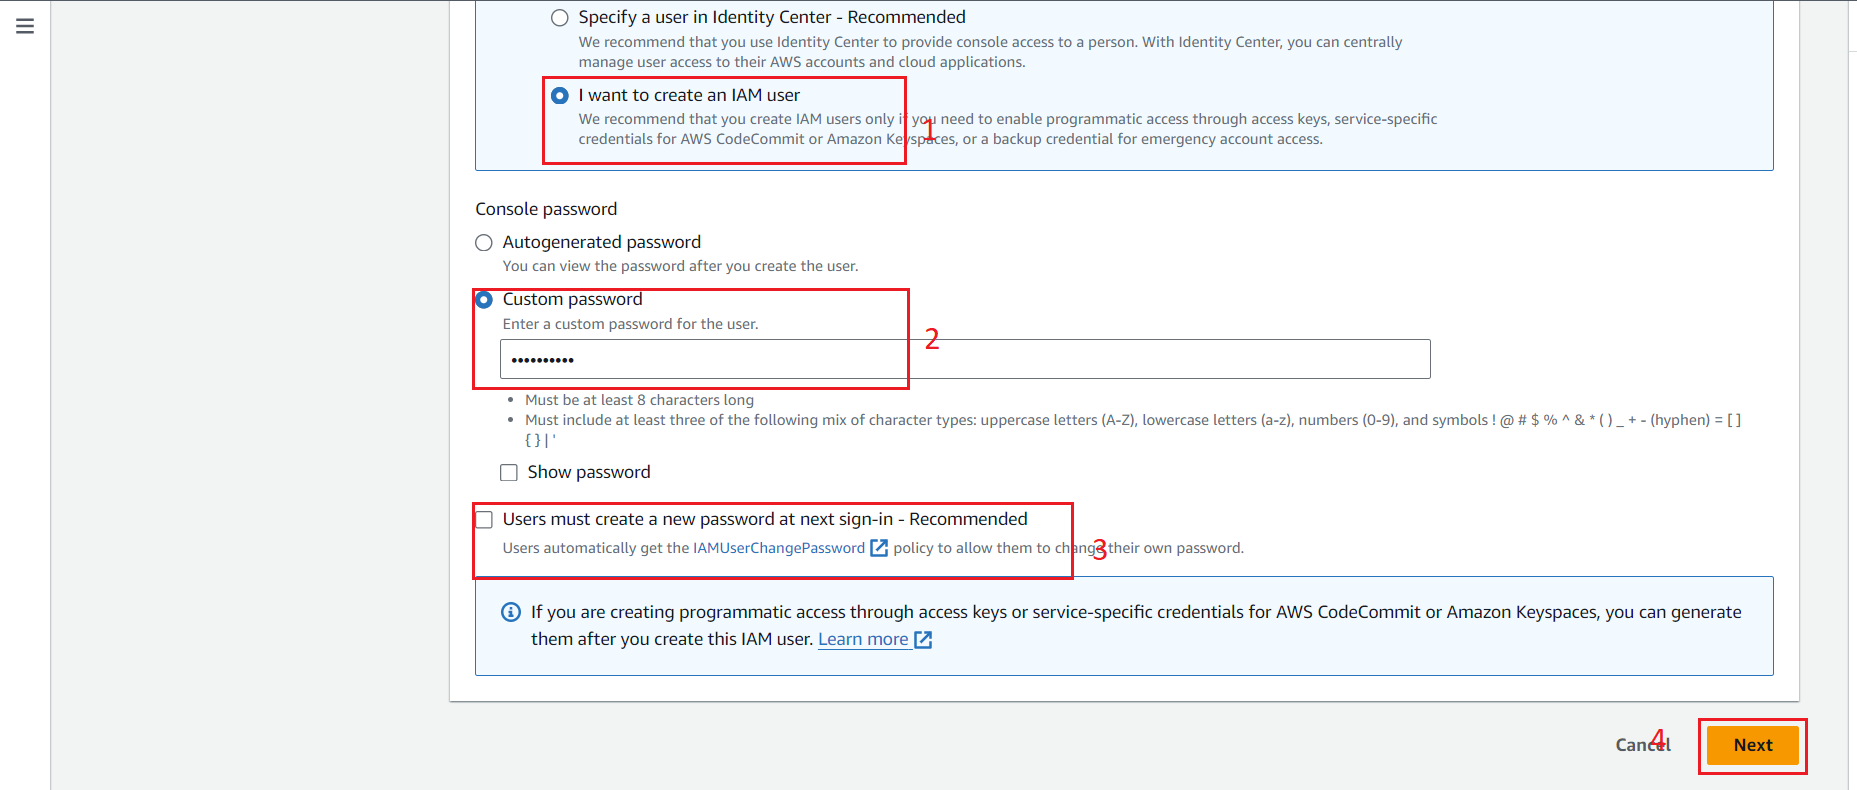 Specify a user in Identity Center - Recommended
We recommend that you use Identity Center to provide console access to a person. With Identity Center, you can centrally
manage user access to their AWS accounts and cloud applications.
I want to create an IAM user
We recommend that you create IAM users only if you need to enable programmatic access through access keys, service-specific
1
credentials for AWS CodeCommit or Amazon Keyspaces, or a backup credential for emergency account access.
Console password
Autogenerated password
You can view the password after you create the user.
Custom password
Enter a custom password for the user.
2
••••••••••
• Must be at least 8 characters long
• Must include at least three of the following mix of character types: uppercase letters (A-Z), lowercase letters (a-z), numbers (0-9), and symbols ! @ # $ % ^ & * ( ) _ + - (hyphen) = [ ]
{ } | '
Show password
Users must create a new password at next sign-in - Recommended
Users automatically get the IAMUserChangePassword policy to allow them to change their own password.
3
If you are creating programmatic access through access keys or service-specific credentials for AWS CodeCommit or Amazon Keyspaces, you can generate
them after you create this IAM user. Learn more
Cancel
4
Next